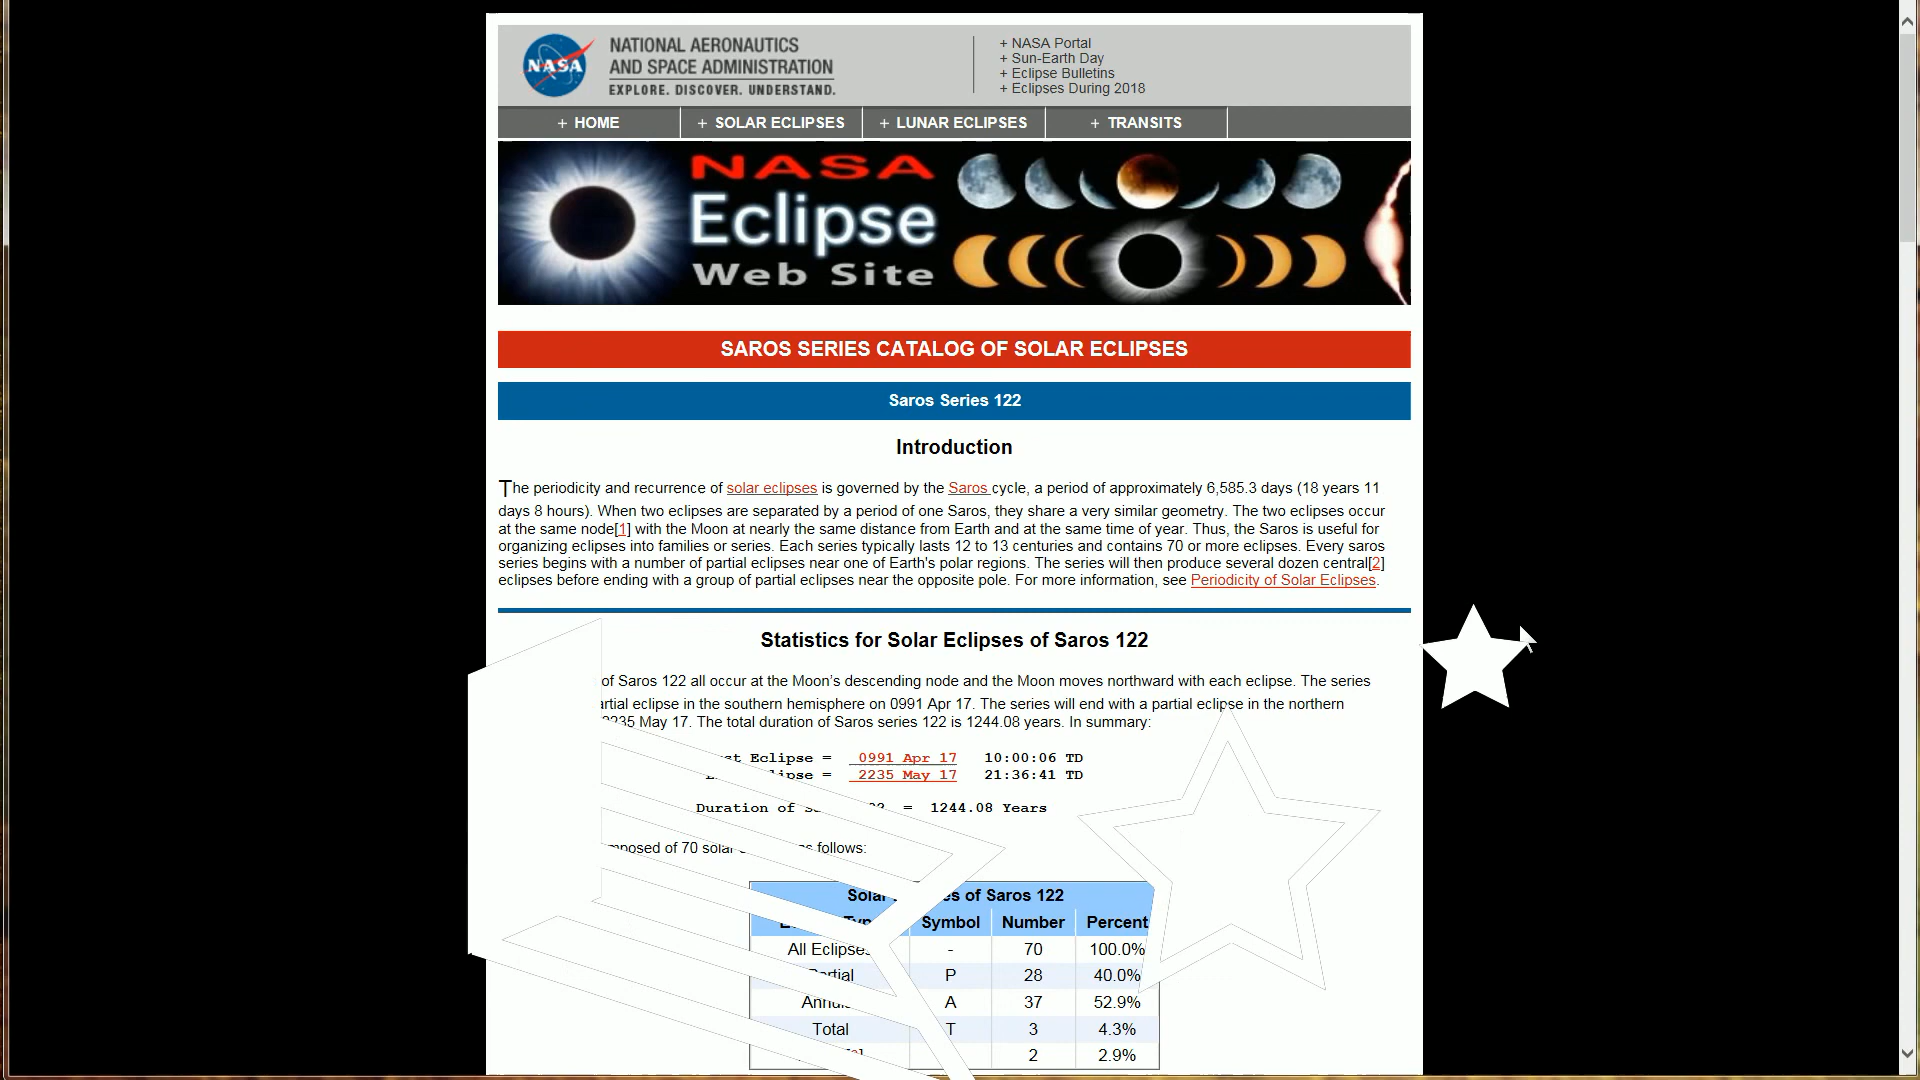 NASA
NATIONAL AERONAUTICS
AND SPACE ADMINISTRATION
EXPLORE. DISCOVER. UNDERSTAND.
+ NASA Portal
+ Sun-Earth Day
+ Eclipse Bulletins
+ Eclipses During 2018
+ HOME
+ SOLAR ECLIPSES
+ LUNAR ECLIPSES
+ TRANSITS
NASA
Eclipse
Web Site
SAROS SERIES CATALOG OF SOLAR ECLIPSES
Saros Series 122
Introduction
The periodicity and recurrence of solar eclipses is governed by the Saros cycle, a period of approximately 6,585.3 days (18 years 11
days 8 hours). When two eclipses are separated by a period of one Saros, they share a very similar geometry. The two eclipses occur
at the same node[1] with the Moon at nearly the same distance from Earth and at the same time of year. Thus, the Saros is useful for
organizing eclipses into families or series. Each series typically lasts 12 to 13 centuries and contains 70 or more eclipses. Every saros
series begins with a number of partial eclipses near one of Earth's polar regions. The series will then produce several dozen central[2]
eclipses before ending with a group of partial eclipses near the opposite pole. For more information, see Periodicity of Solar Eclipses.
Statistics for Solar Eclipses of Saros 122
of Saros 122 all occur at the Moon's descending node and the Moon moves northward with each eclipse. The series
eclipse in the southern hemisphere on 0991 Apr 17. The series will end with a partial eclipse in the northern
May 17. The total duration of Saros series 122 is 1244.08 years. In summary:
Eclipse = 0991 Apr 17 10:00:06 TD
= 2235 May 17 21:36:41 TD
Duration of = 1244.08 Years
of 70 follows:
of Saros 122
Symbol Number Percent
All Eclipses - 70 100.0%
Partial P 28 40.0%
A 37 52.9%
Total T 3 4.3%
2 2.9%